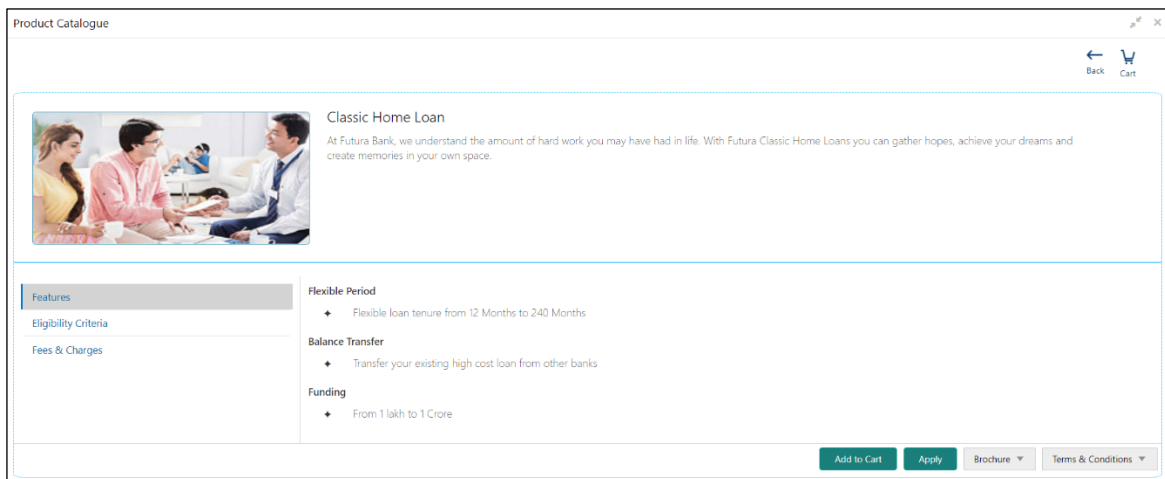 Product Catalogue
Back
Cart
Classic Home Loan
At Futura Bank, we understand the amount of hard work you may have had in life. With Futura Classic Home Loans you can gather hopes, achieve your dreams and
create memories in your own space.
Features
Eligibility Criteria
Fees & Charges
Flexible Period
Flexible loan tenure from 12 Months to 240 Months
Balance Transfer
Transfer your existing high cost loan from other banks
Funding
From 1 lakh to 1 Crore
Add to Cart
Apply
Brochure
Terms & Conditions